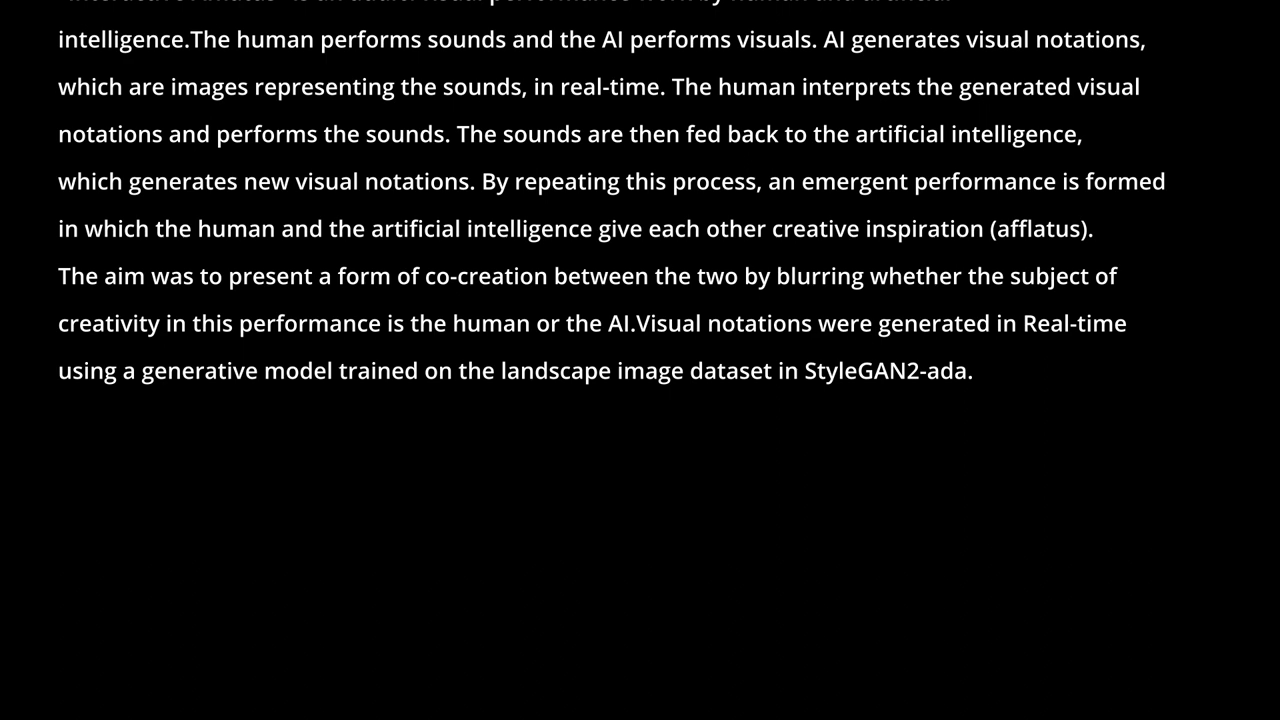 intelligence.The human performs sounds and the AI performs visuals. AI generates visual notations,
which are images representing the sounds, in real-time. The human interprets the generated visual
notations and performs the sounds. The sounds are then fed back to the artificial intelligence,
which generates new visual notations. By repeating this process, an emergent performance is formed
in which the human and the artificial intelligence give each other creative inspiration (afflatus).
The aim was to present a form of co-creation between the two by blurring whether the subject of
creativity in this performance is the human or the AI.Visual notations were generated in Real-time
using a generative model trained on the landscape image dataset in StyleGAN2-ada.